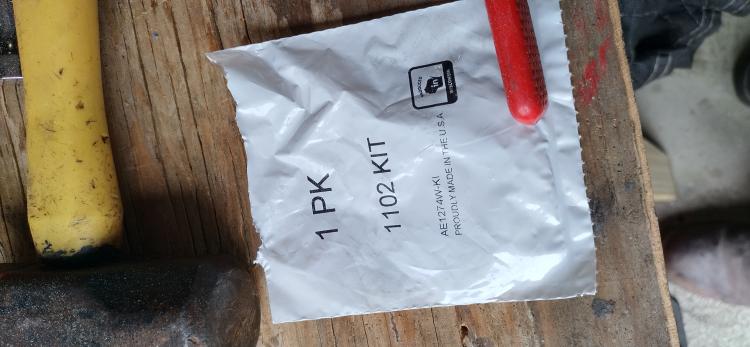 1 PK
1102 KIT
AE1274W-KI
PROUDLY MADE IN THE U.S.A